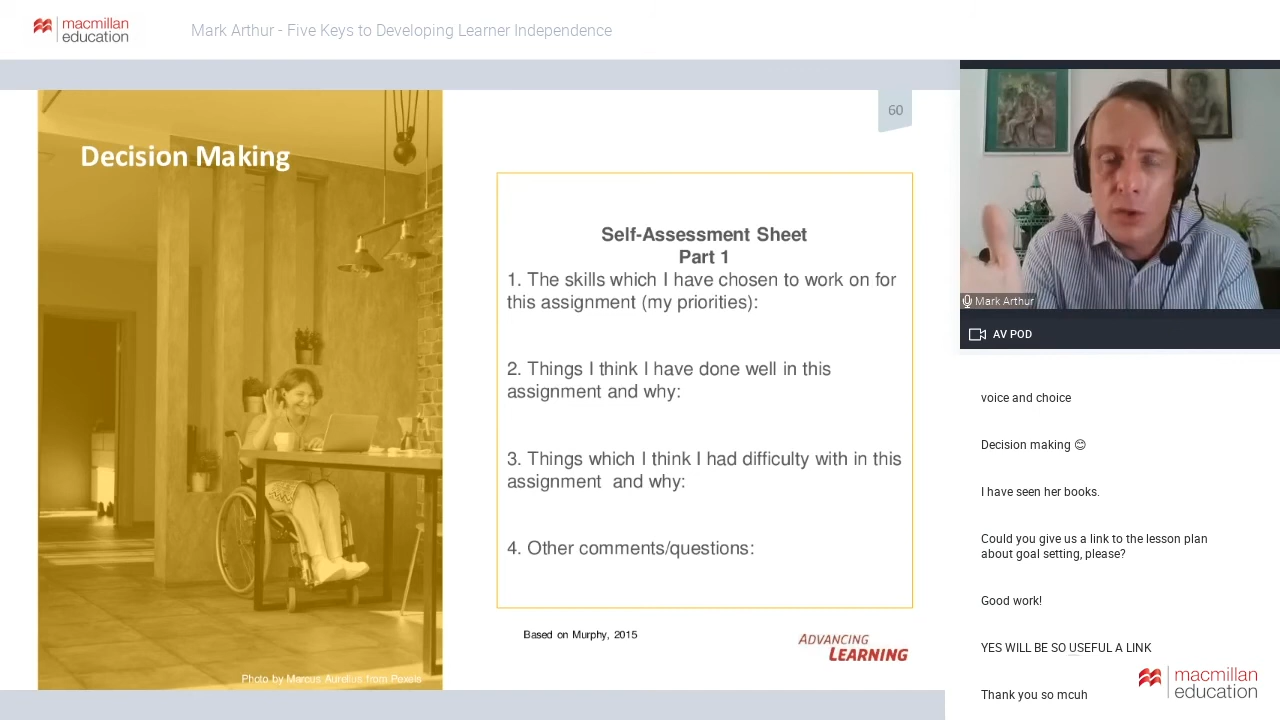 macmillan
education
Mark Arthur - Five Keys to Developing Learner Independence
Decision Making
60
Self-Assessment Sheet
Part 1
1. The skills which I have chosen to work on for
this assignment (my priorities):
2. Things I think I have done well in this
assignment and why:
3. Things which I think I had difficulty with in this
assignment and why:
4. Other comments/questions:
Based on Murphy, 2015
ADVANCING
LEARNING
Photo by Marcus Aurelius from Pexels
Mark Arthur
AV POD
voice and choice
Decision making 😊
I have seen her books.
Could you give us a link to the lesson plan
about goal setting, please?
Good work!
YES WILL BE SO USEFUL A LINK
Thank you so mcuh
macmillan
education